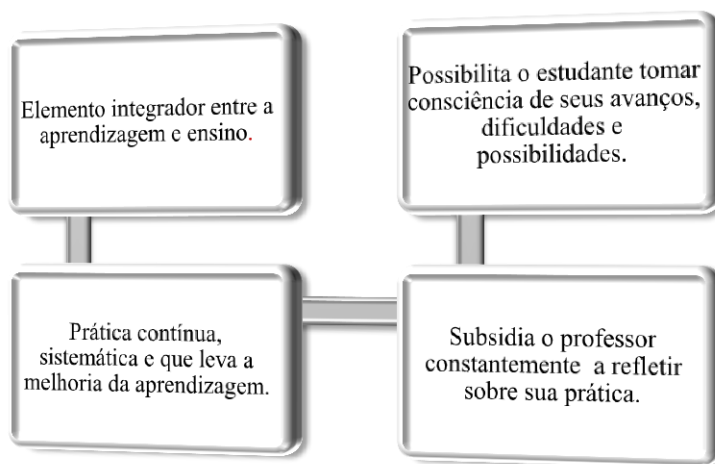 Elemento integrador entre a
aprendizagem e ensino.
Prática contínua,
sistemática e que leva a
melhoria da aprendizagem.
Subsidia o professor
constantemente a refletir
sobre sua prática.
Possibilita o estudante tomar
consciência de seus avanços,
dificuldades e
possibilidades.